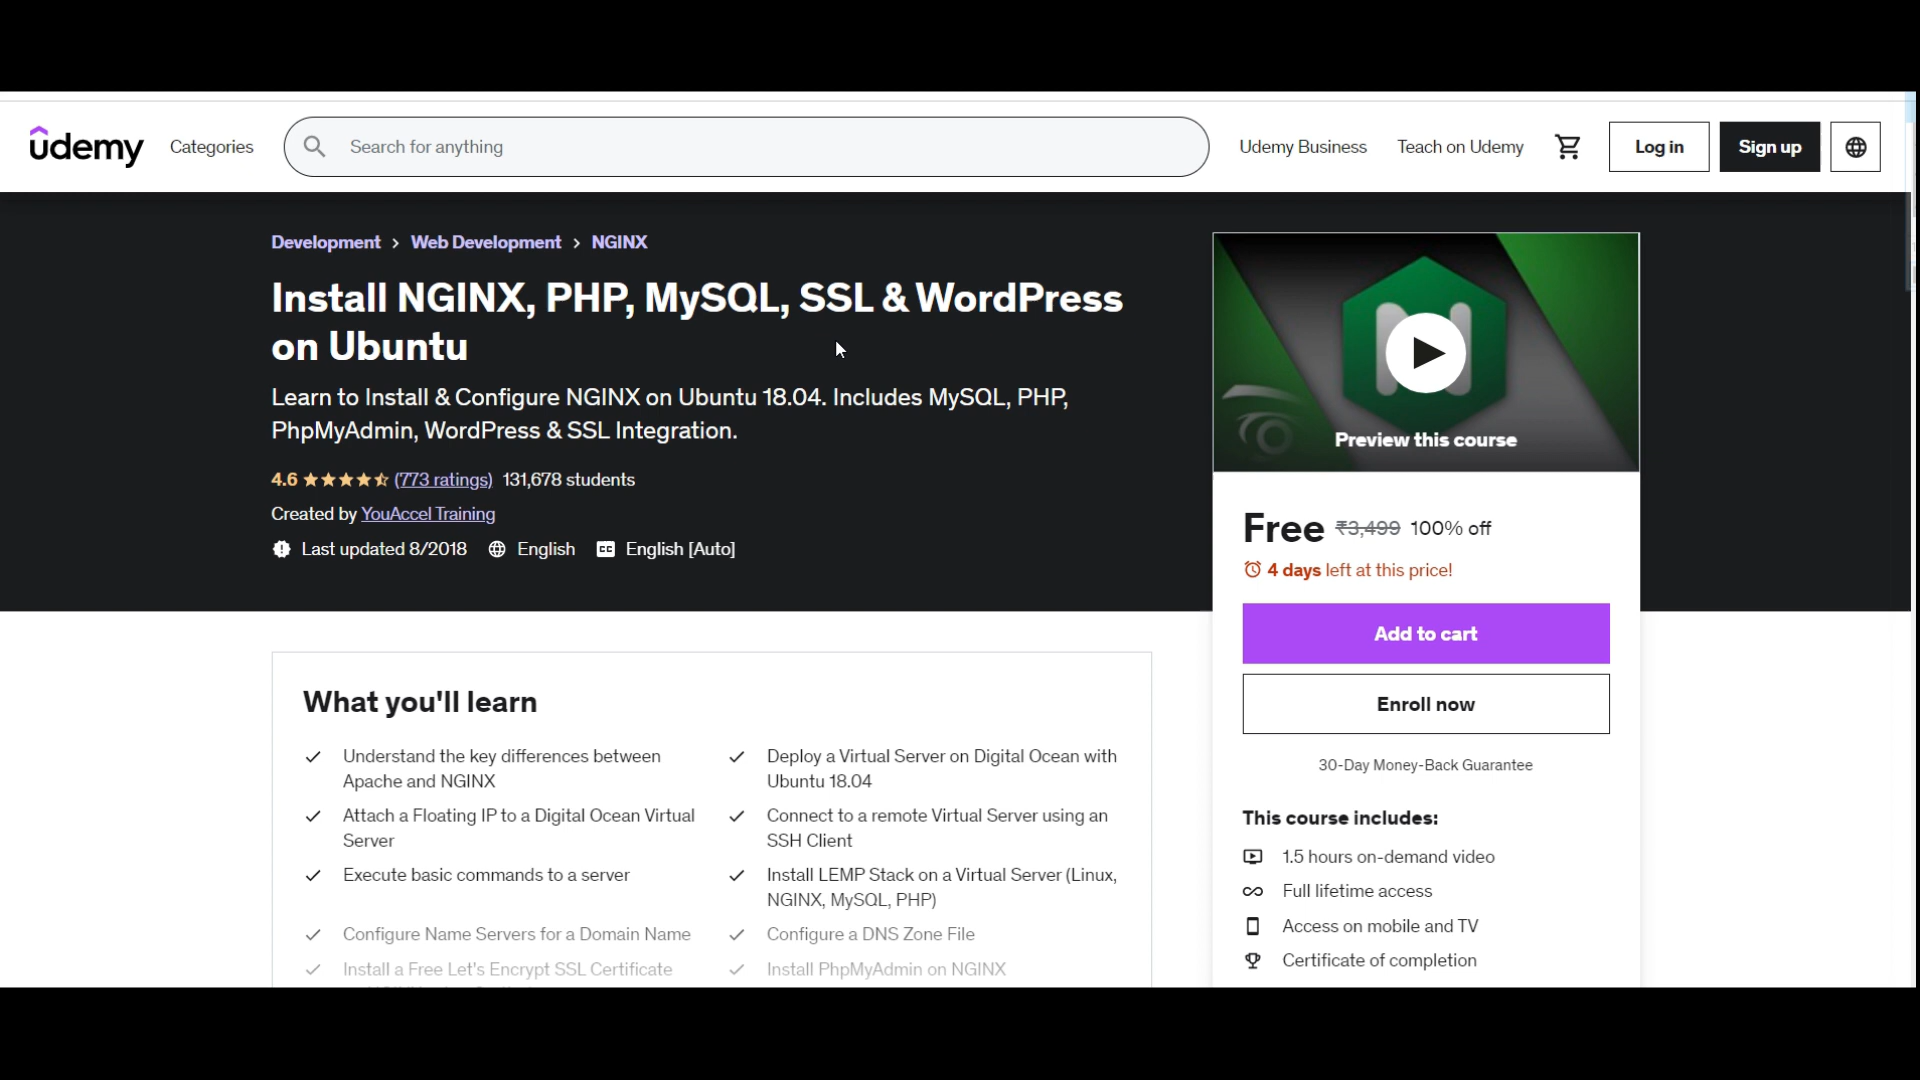 udemy
Categories
Search for anything
Udemy Business
Teach on Udemy
Log in
Sign up
Development > Web Development > NGINX
Install NGINX, PHP, MySQL, SSL & WordPress
on Ubuntu
Learn to Install & Configure NGINX on Ubuntu 18.04. Includes MySQL, PHP,
PhpMyAdmin, WordPress & SSL Integration.
4.6 (773 ratings) 131,678 students
Created by YouAccel Training
Last updated 8/2018 English CC English [Auto]
N
Preview this course
Free ₹3,499 100% off
4 days left at this price!
Add to cart
Enroll now
30-Day Money-Back Guarantee
This course includes:
1.5 hours on-demand video
Full lifetime access
Access on mobile and TV
Certificate of completion
What you'll learn
Understand the key differences between
Apache and NGINX
Deploy a Virtual Server on Digital Ocean with
Ubuntu 18.04
Attach a Floating IP to a Digital Ocean Virtual
Server
Connect to a remote Virtual Server using an
SSH Client
Execute basic commands to a server
Install LEMP Stack on a Virtual Server (Linux,
NGINX, MySQL, PHP)
Configure Name Servers for a Domain Name
Configure a DNS Zone File
Install a Free Let's Encrypt SSL Certificate
Install PhpMyAdmin on NGINX